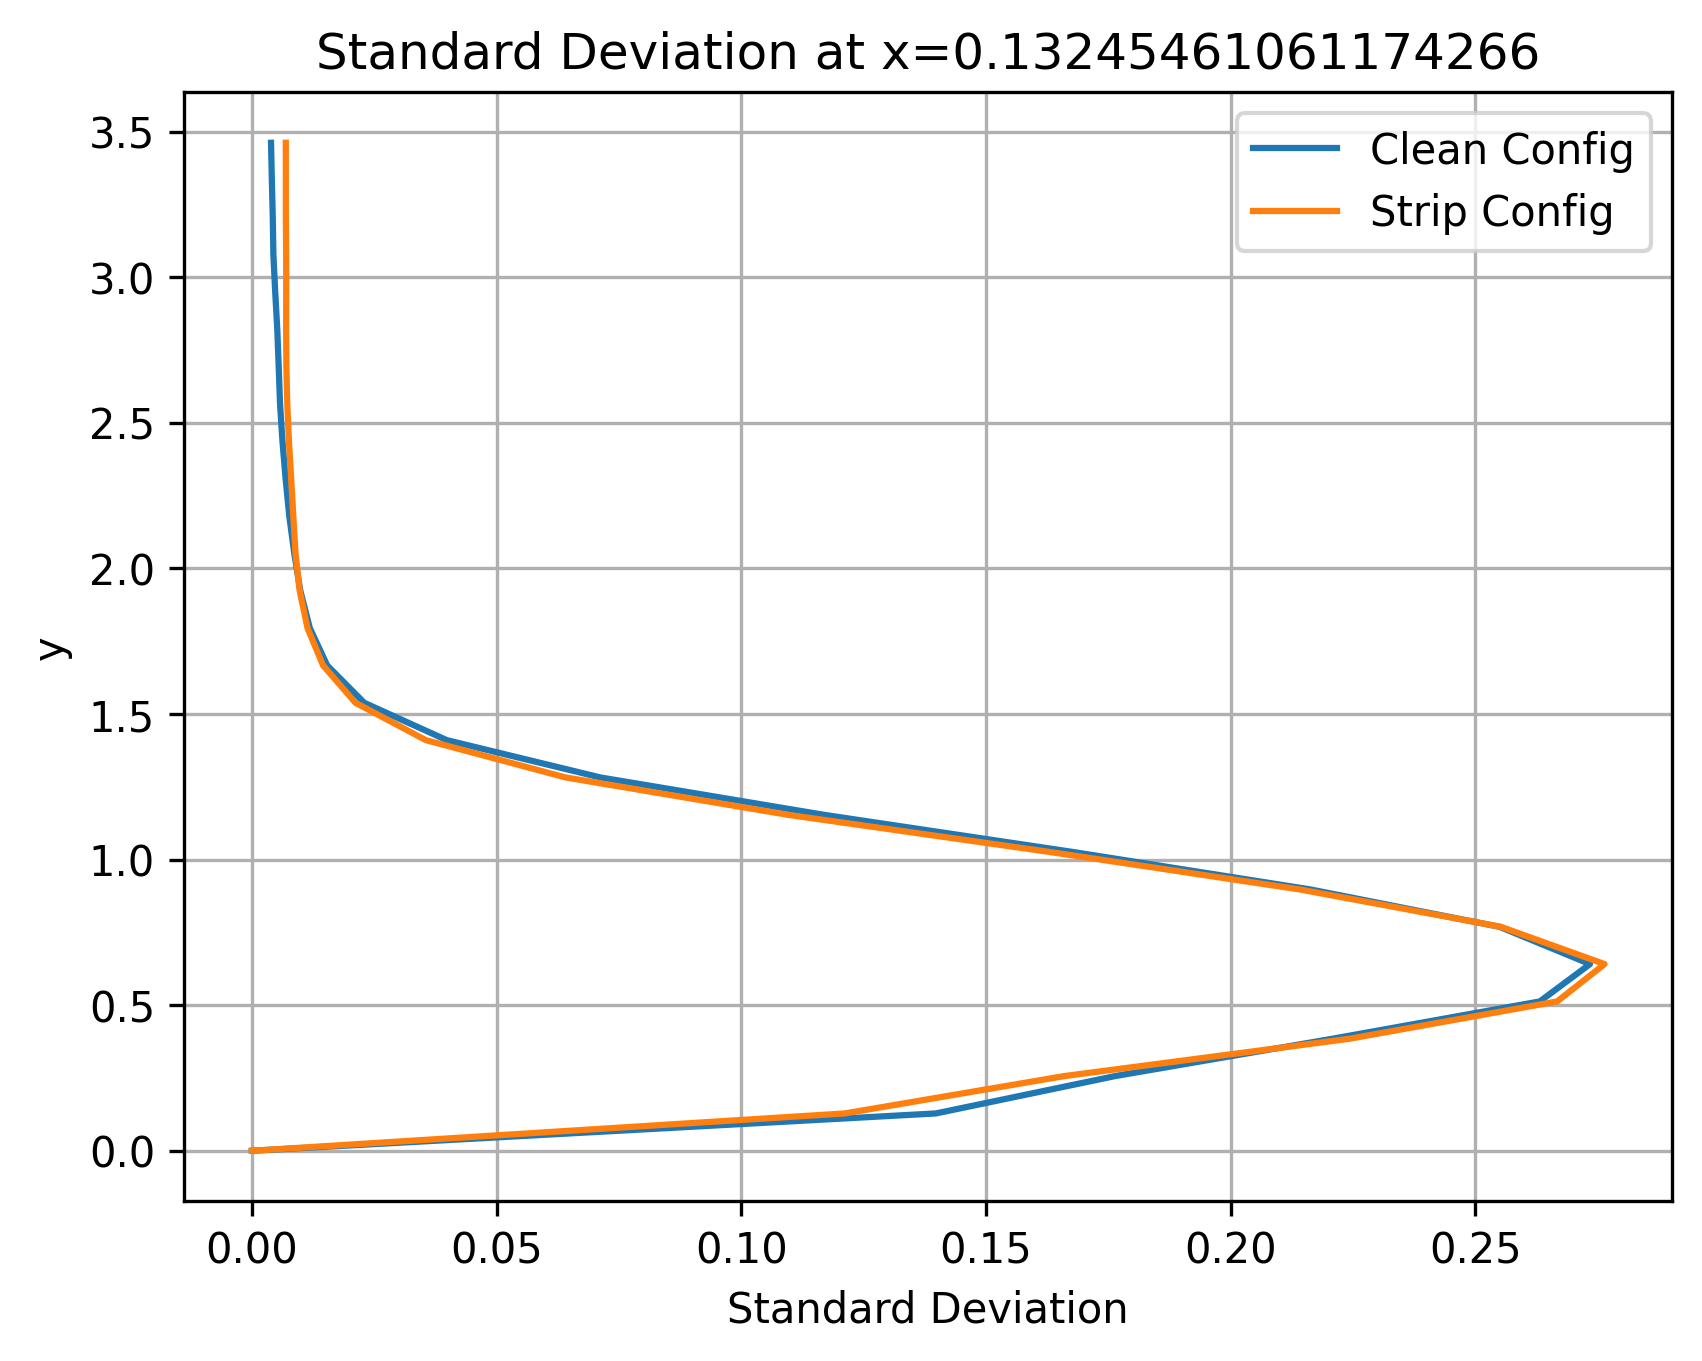 Standard Deviation at x=0.13245461061174266
Clean Config
Strip Config
3.5
3.0
2.5
2.0
1.5
1.0
0.5
0.0
y
0.00 0.05 0.10 0.15 0.20 0.25
Standard Deviation